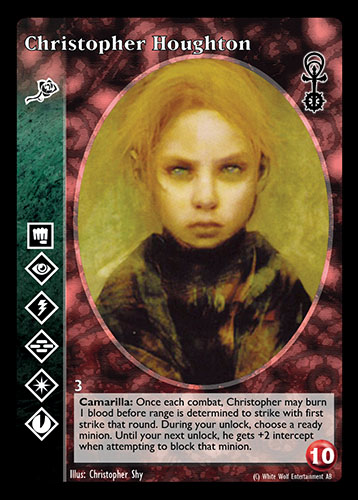 Christopher Houghton
3
Camarilla: Once each combat, Christopher may burn
1 blood before range is determined to strike with first
strike that round. During your unlock, choose a ready
minion. Until your next unlock, he gets +2 intercept
when attempting to block that minion.
10
Illus: Christopher Shy
(C) White Wolf Entertainment AB